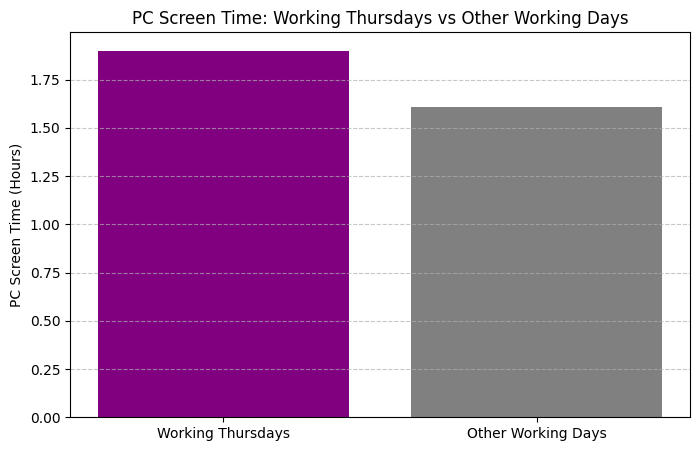 PC Screen Time: Working Thursdays vs Other Working Days
PC Screen Time (Hours)
1.75
1.50
1.25
1.00
0.75
0.50
0.25
0.00
Working Thursdays
Other Working Days